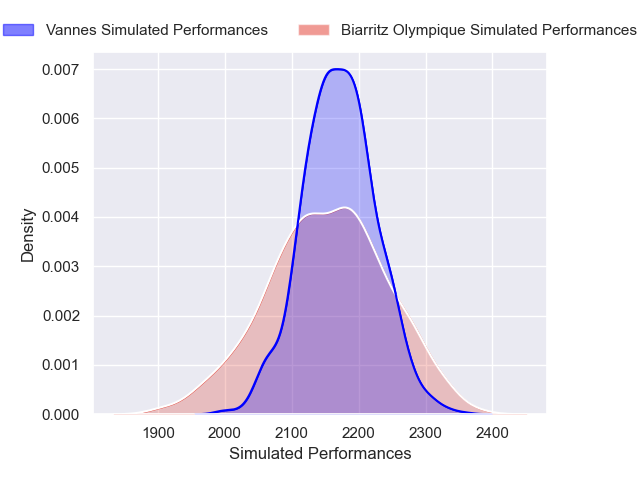 Vannes Simulated Performances
Biarritz Olympique Simulated Performances
0.007
0.006
0.005
0.004
0.003
0.002
0.001
0.000
Density
1900 2000 2100 2200 2300 2400
Simulated Performances